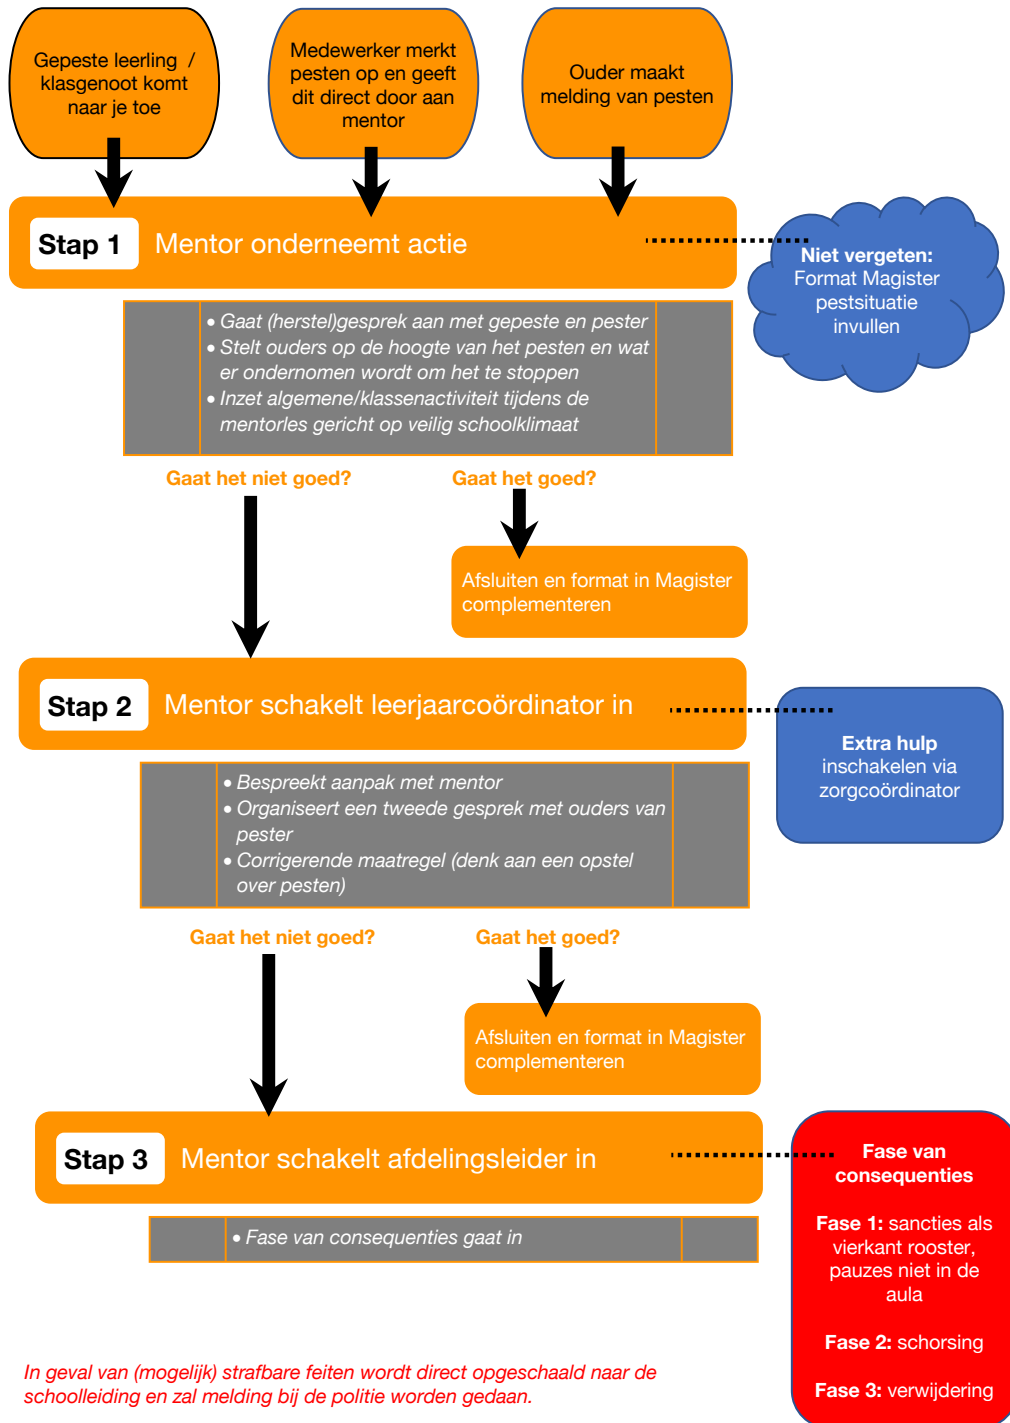 Gepeste leerling /
klasgenoot komt
naar je toe
Medewerker merkt
pesten op en geeft
dit direct door aan
mentor
Ouder maakt
melding van pesten
Stap 1 Mentor onderneemt actie
Niet vergeten:
Format Magister
pestsituatie
invullen
• Gaat (herstel)gesprek aan met gepeste en pester
• Stelt ouders op de hoogte van het pesten en wat
er ondernomen wordt om het te stoppen
• Inzet algemene/klassenactiviteit tijdens de
mentorles gericht op veilig schoolklimaat
Gaat het niet goed?
Gaat het goed?
Afsluiten en format in Magister
complementeren
Stap 2 Mentor schakelt leerjaarcoördinator in
Extra hulp
inschakelen via
zorgcoördinator
• Bespreekt aanpak met mentor
• Organiseert een tweede gesprek met ouders van
pester
• Corrigerende maatregel (denk aan een opstel
over pesten)
Gaat het niet goed?
Gaat het goed?
Afsluiten en format in Magister
complementeren
Stap 3 Mentor schakelt afdelingsleider in
• Fase van consequenties gaat in
Fase van
consequenties
Fase 1: sancties als
vierkant rooster,
pauzes niet in de
aula
Fase 2: schorsing
Fase 3: verwijdering
In geval van (mogelijk) strafbare feiten wordt direct opgeschaald naar de
schoolleiding en zal melding bij de politie worden gedaan.